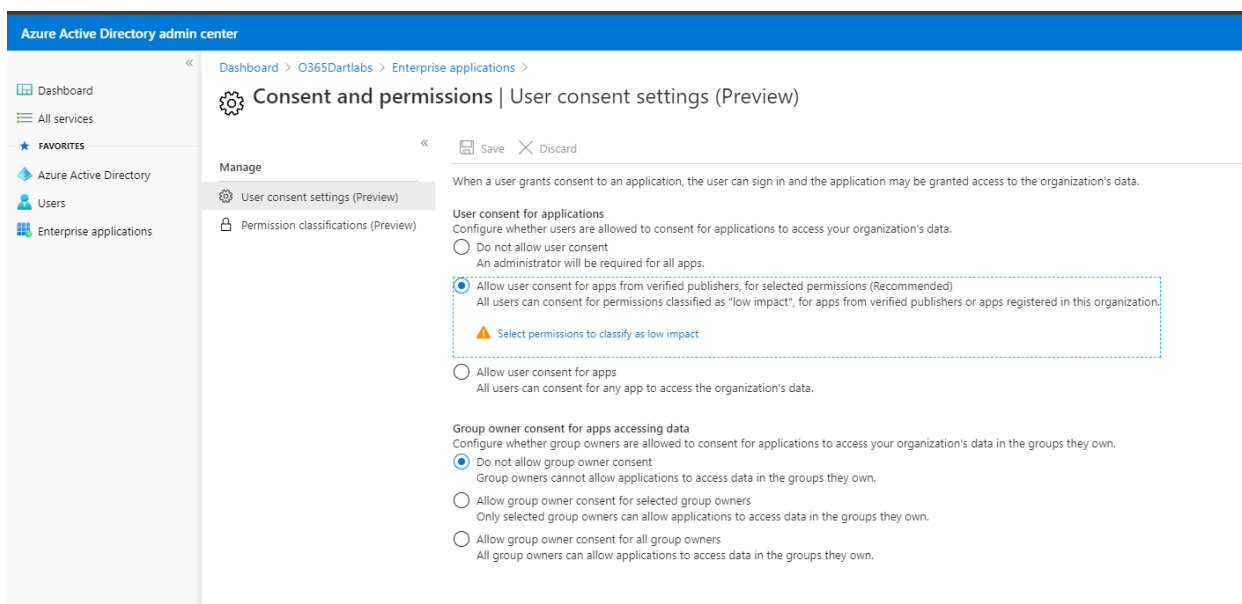 Azure Active Directory admin center
«
Dashboard
All services
FAVORITES
Azure Active Directory
Users
Enterprise applications
Dashboard > O365Dartlabs > Enterprise applications >
Consent and permissions | User consent settings (Preview)
«
Manage
User consent settings (Preview)
Permission classifications (Preview)
Save Discard
When a user grants consent to an application, the user can sign in and the application may be granted access to the organization's data.
User consent for applications
Configure whether users are allowed to consent for applications to access your organization's data.
Do not allow user consent
An administrator will be required for all apps.
Allow user consent for apps from verified publishers, for selected permissions (Recommended)
All users can consent for permissions classified as "low impact", for apps from verified publishers or apps registered in this organization.
Select permissions to classify as low impact
Allow user consent for apps
All users can consent for any app to access the organization's data.
Group owner consent for apps accessing data
Configure whether group owners are allowed to consent for applications to access your organization's data in the groups they own.
Do not allow group owner consent
Group owners cannot allow applications to access data in the groups they own.
Allow group owner consent for selected group owners
Only selected group owners can allow applications to access data in the groups they own.
Allow group owner consent for all group owners
All group owners can allow applications to access data in the groups they own.